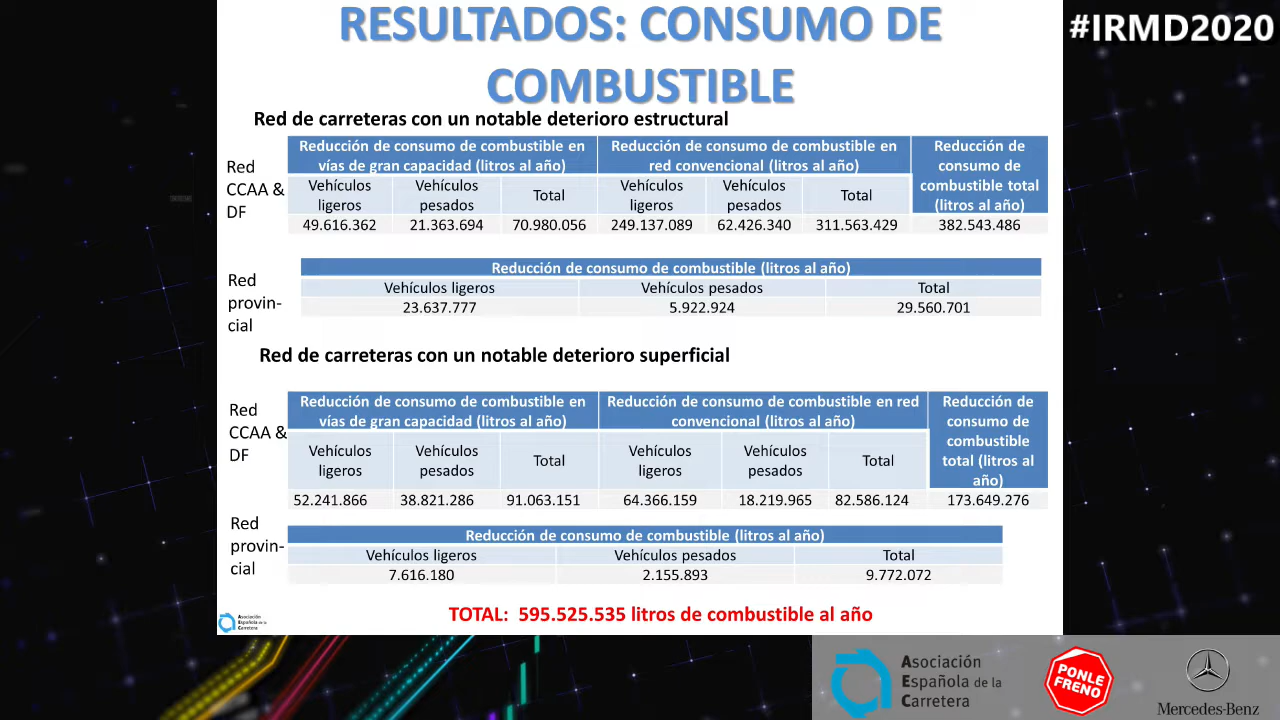 RESULTADOS: CONSUMO DE
COMBUSTIBLE
#IRMD2020
Red de carreteras con un notable deterioro estructural
Red
CCAA &
DF
Reducción de consumo de combustible en
vías de gran capacidad (litros al año)
Reducción de consumo de combustible en
red convencional (litros al año)
Reducción de
consumo de
combustible total
(litros al año)
Vehículos
ligeros
Vehículos
pesados
Total
Vehículos
ligeros
Vehículos
pesados
Total
49.616.362 21.363.694 70.980.056 249.137.089 62.426.340 311.563.429 382.543.486
Red
provin-
cial
Reducción de consumo de combustible (litros al año)
Vehículos ligeros Vehículos pesados Total
23.637.777 5.922.924 29.560.701
Red de carreteras con un notable deterioro superficial
Red
CCAA &
DF
Reducción de consumo de combustible en
vías de gran capacidad (litros al año)
Reducción de consumo de combustible en red
convencional (litros al año)
Reducción de
consumo de
combustible
total (litros al
año)
Vehículos
ligeros
Vehículos
pesados
Total
Vehículos
ligeros
Vehículos
pesados
Total
52.241.866 38.821.286 91.063.151 64.366.159 18.219.965 82.586.124 173.649.276
Red
provin-
cial
Reducción de consumo de combustible (litros al año)
Vehículos ligeros Vehículos pesados Total
7.616.180 2.155.893 9.772.072
TOTAL: 595.525.535 litros de combustible al año
Asociación
Española de la
Carretera
Asociación
Española de la
Carretera
PONLE
FRENO
Mercedes-Benz